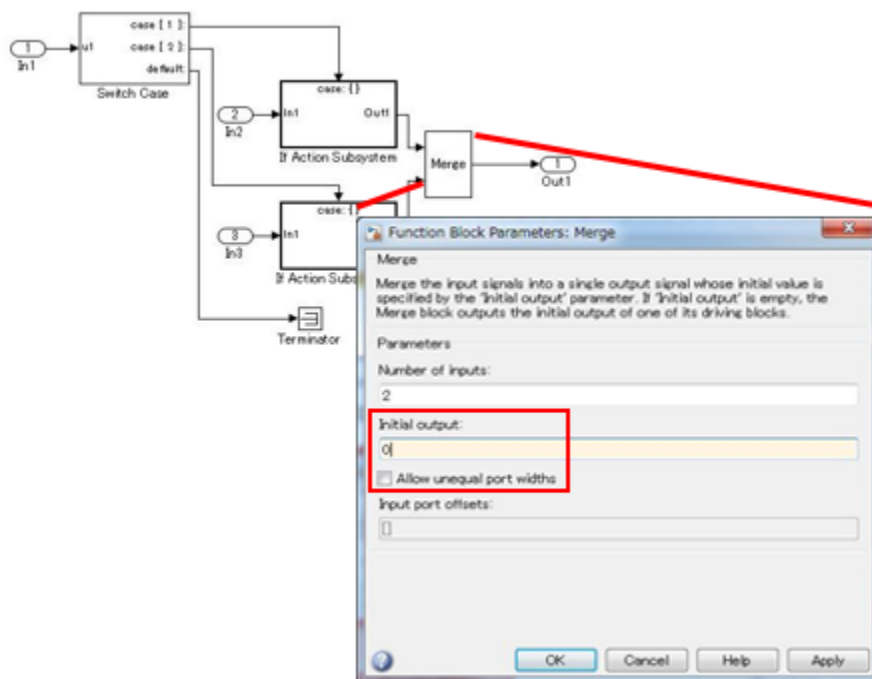 1
In1
u1
case [ 1 ]:
case [ 2 ]:
default:
Switch Case
case: {}
2
In2
In1
Out1
If Action Subsystem
Merge
1
Out1
case: {}
3
In3
In1
If Action Sub
Terminator
Function Block Parameters: Merge
Merge
Merge the input signals into a single output signal whose initial value is
specified by the 'Initial output' parameter. If 'Initial output' is empty, the
Merge block outputs the initial output of one of its driving blocks.
Parameters
Number of inputs:
2
Initial output:
0
Allow unequal port widths
Input port offsets:
[]
OK
Cancel
Help
Apply